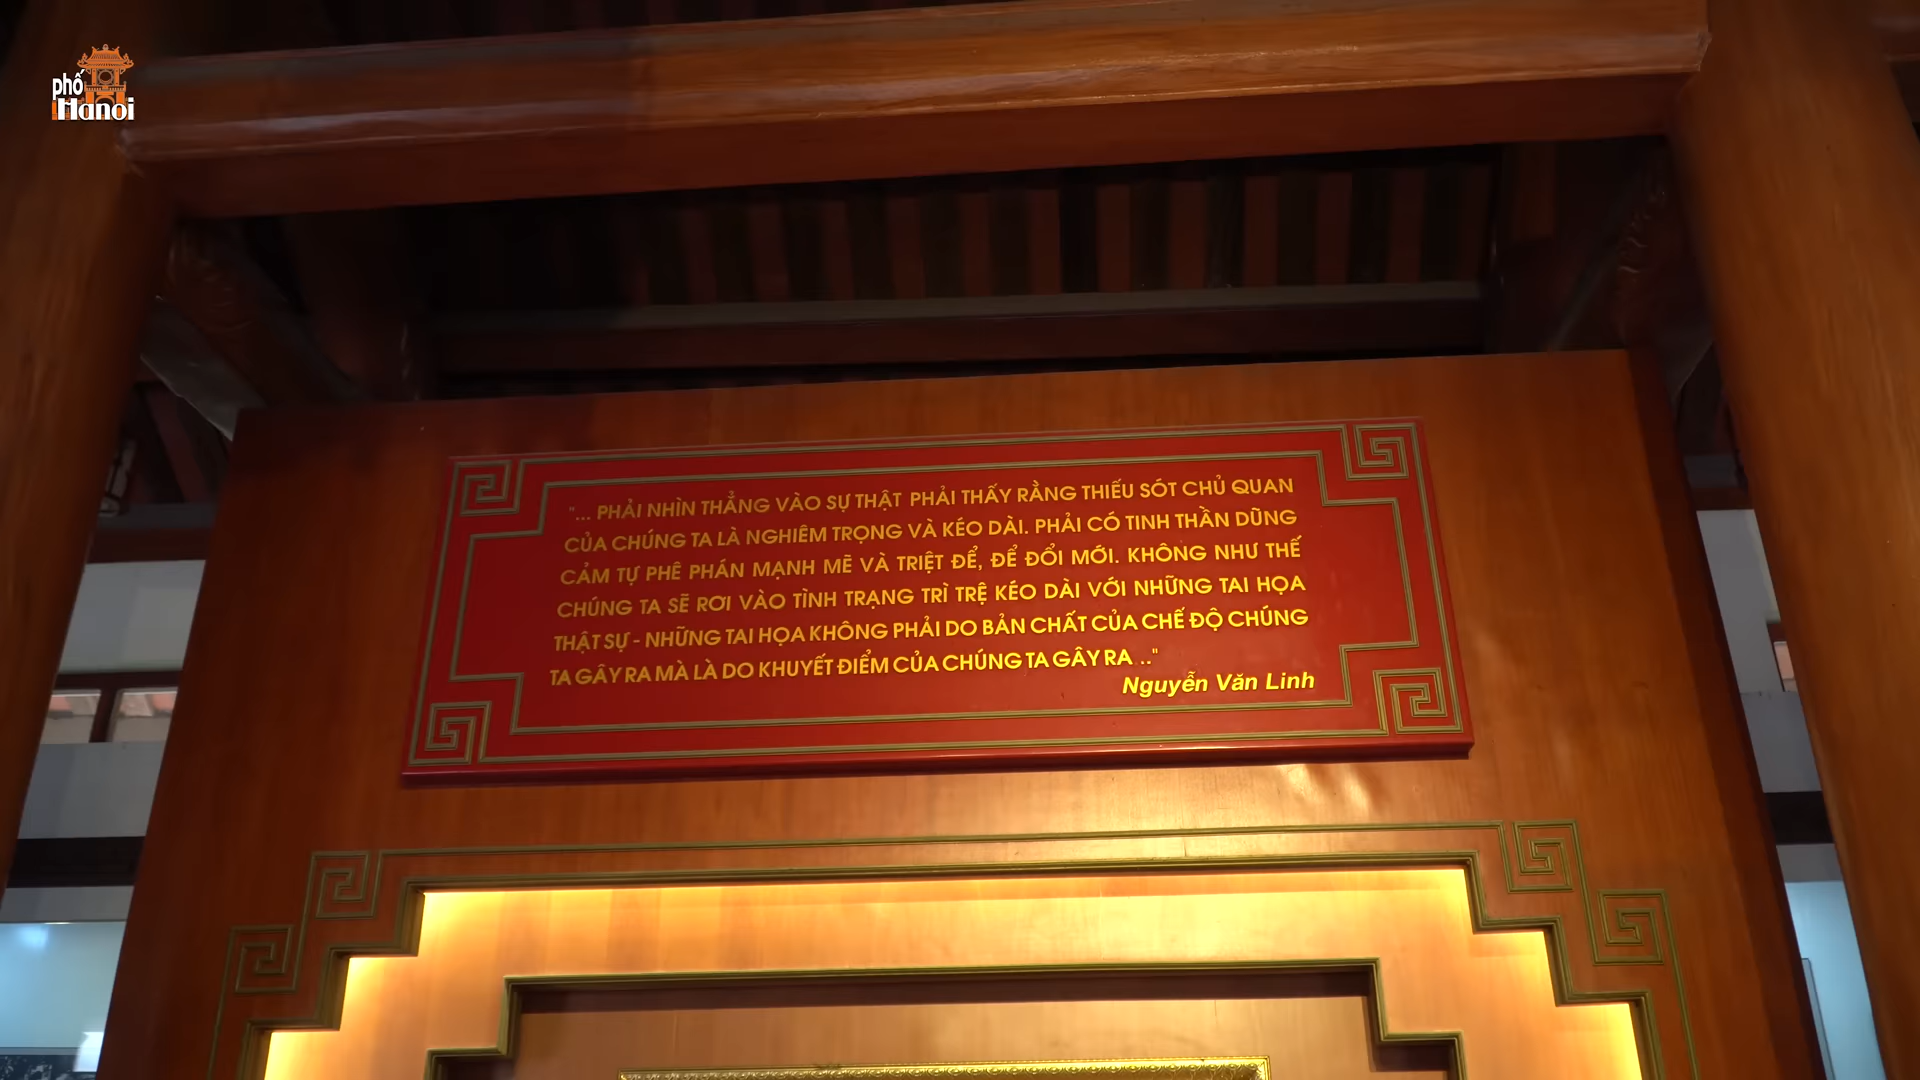 phố
Hanoi
"... PHẢI NHÌN THẲNG VÀO SỰ THẬT PHẢI THẤY RẰNG THIẾU SÓT CHỦ QUAN
CỦA CHÚNG TA LÀ NGHIÊM TRỌNG VÀ KÉO DÀI. PHẢI CÓ TINH THẦN DŨNG
CẢM TỰ PHÊ PHÁN MẠNH MẼ VÀ TRIỆT ĐỂ, ĐỂ ĐỔI MỚI. KHÔNG NHƯ THẾ
CHÚNG TA SẼ RƠI VÀO TÌNH TRẠNG TRÌ TRỆ KÉO DÀI VỚI NHỮNG TAI HỌA
THẬT SỰ - NHỮNG TAI HỌA KHÔNG PHẢI DO BẢN CHẤT CỦA CHẾ ĐỘ CHÚNG
TA GÂY RA MÀ LÀ DO KHUYẾT ĐIỂM CỦA CHÚNG TA GÂY RA ..."
Nguyễn Văn Linh